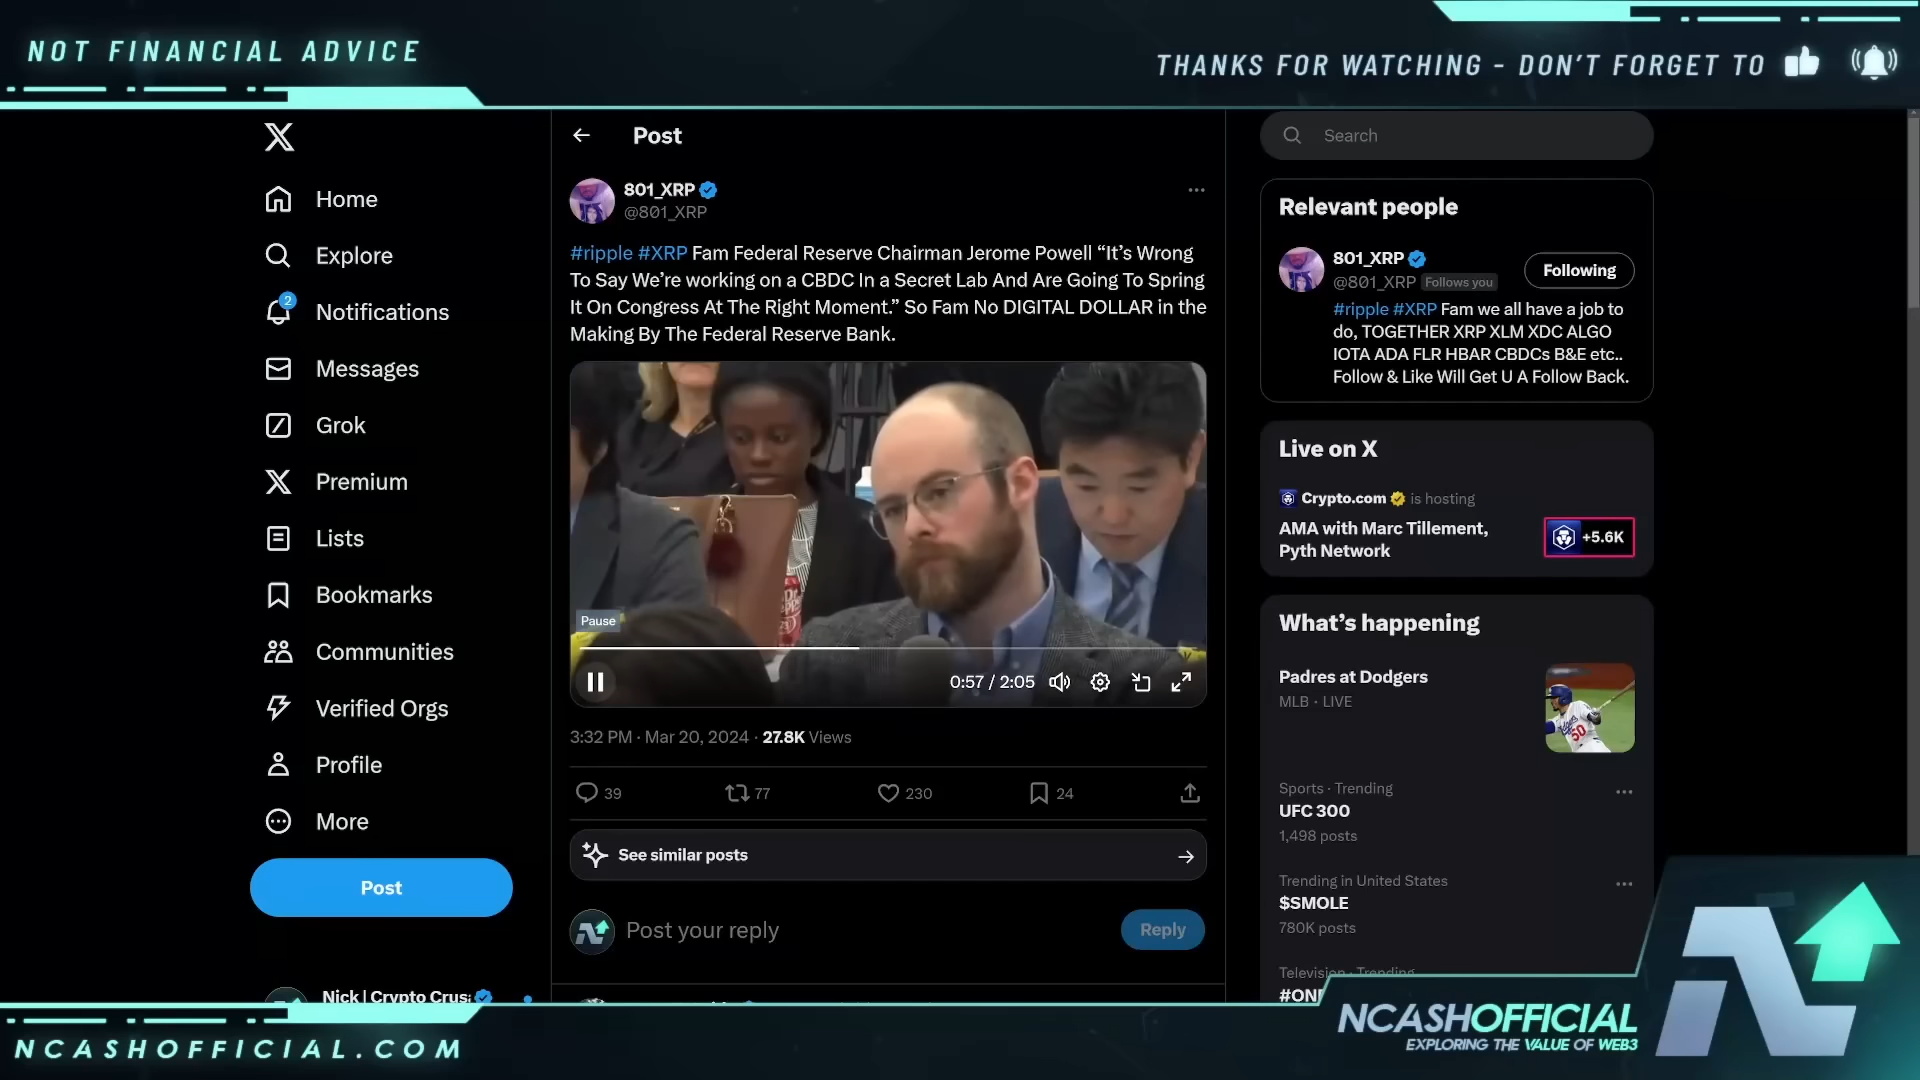 NOT FINANCIAL ADVICE
THANKS FOR WATCHING - DON'T FORGET TO
Home
Explore
2
Notifications
Messages
Grok
Premium
Lists
Bookmarks
Communities
Verified Orgs
Profile
More
Post
Nick | Crypto Crus
Post
801_XRP
@801_XRP
#ripple #XRP Fam Federal Reserve Chairman Jerome Powell “It’s Wrong
To Say We’re working on a CBDC In a Secret Lab And Are Going To Spring
It On Congress At The Right Moment.” So Fam No DIGITAL DOLLAR in the
Making By The Federal Reserve Bank.
Pause
0:57 / 2:05
3:32 PM · Mar 20, 2024 · 27.8K Views
39
77
230
24
See similar posts
Post your reply
Reply
Search
Relevant people
801_XRP
Following
@801_XRP Follows you
#ripple #XRP Fam we all have a job to
do, TOGETHER XRP XLM XDC ALGO
IOTA ADA FLR HBAR CBDCs B&E etc..
Follow & Like Will Get U A Follow Back.
Live on X
Crypto.com is hosting
AMA with Marc Tillement,
Pyth Network
+5.6K
What’s happening
Padres at Dodgers
MLB · LIVE
50
Sports · Trending
UFC 300
1,498 posts
Trending in United States
$SMOLE
780K posts
Television · Trending
NCASHOFFICIAL
EXPLORING THE VALUE OF WEB3
NCASHOFFICIAL.COM